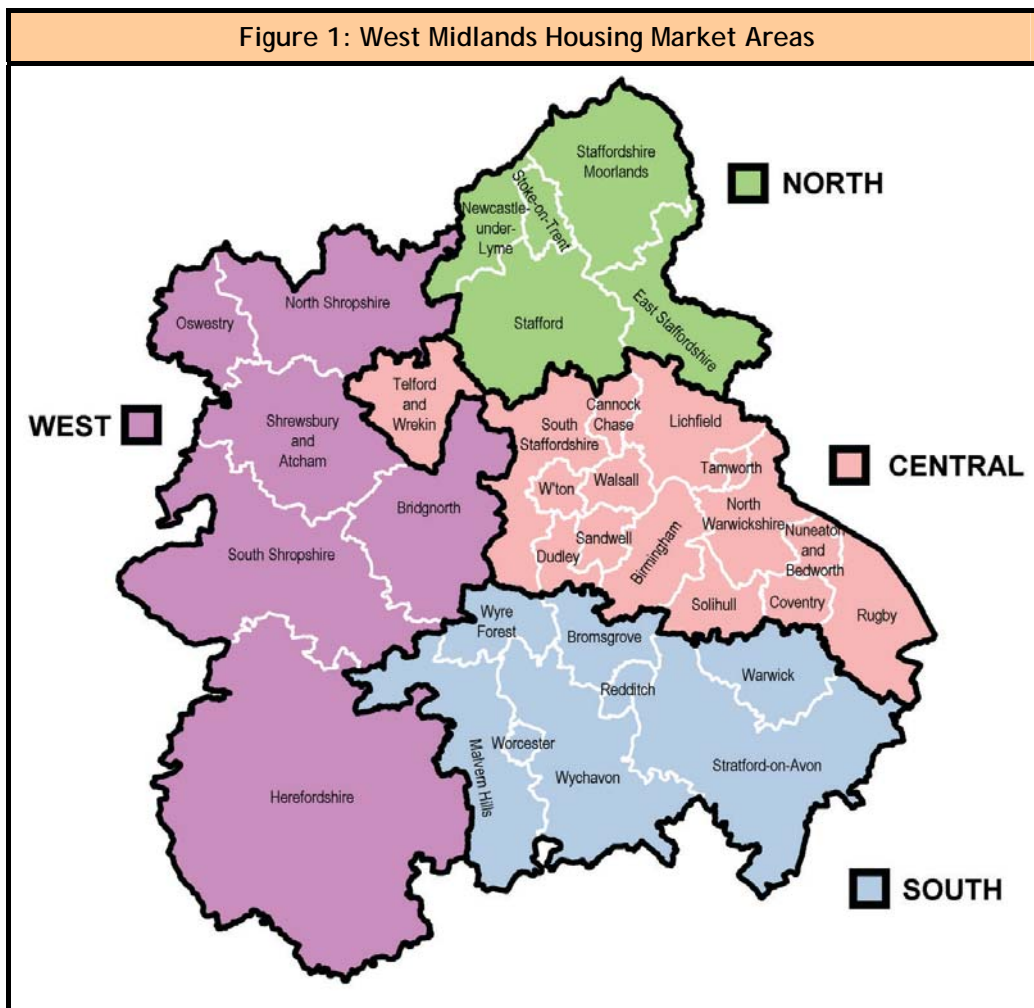 Figure 1: West Midlands Housing Market Areas
Staffordshire
Moorlands
NORTH
Newcastle-
under-
Lyme
Stoke-on-Trent
North Shropshire
Oswestry
Stafford
East Staffordshire
Telford
and
Wrekin
WEST
Shrewsbury
and
Atcham
Cannock
Chase
South
Staffordshire
Lichfield
CENTRAL
Tamworth
W'ton
Walsall
Bridgnorth
North
Warwickshire
Nuneaton
and
Bedworth
Sandwell
Dudley
Birmingham
South Shropshire
Solihull
Coventry
Rugby
Wyre
Forest
Bromsgrove
Warwick
Redditch
Worcester
Malvern Hills
Wychavon
Stratford-on-Avon
Herefordshire
SOUTH